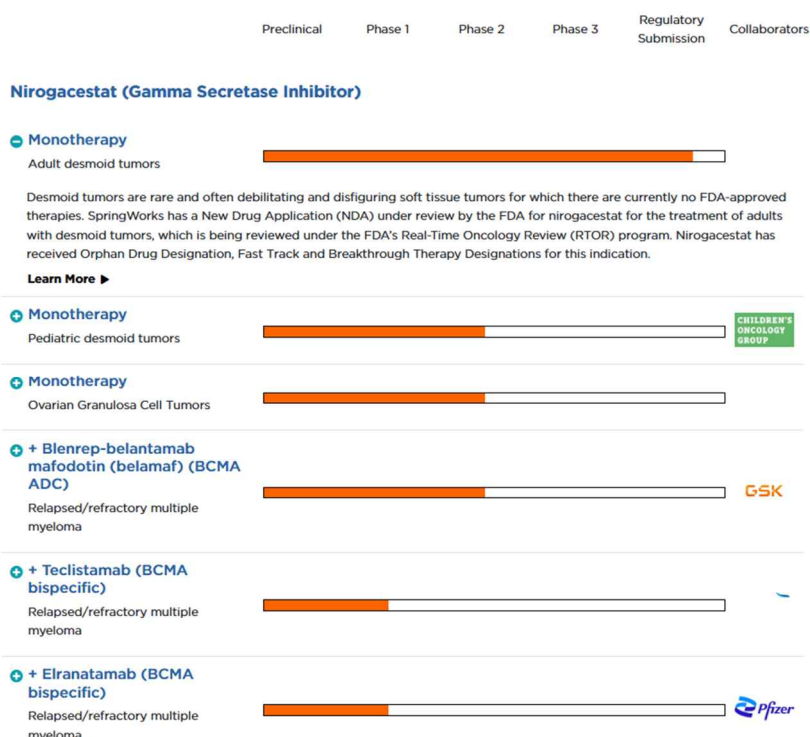 Preclinical Phase 1 Phase 2 Phase 3 Regulatory Submission Collaborators
Nirogacestat (Gamma Secretase Inhibitor)
Monotherapy
Adult desmoid tumors
Desmoid tumors are rare and often debilitating and disfiguring soft tissue tumors for which there are currently no FDA-approved
therapies. SpringWorks has a New Drug Application (NDA) under review by the FDA for nirogacestat for the treatment of adults
with desmoid tumors, which is being reviewed under the FDA's Real-Time Oncology Review (RTOR) program. Nirogacestat has
received Orphan Drug Designation, Fast Track and Breakthrough Therapy Designations for this indication.
Learn More
Monotherapy
Pediatric desmoid tumors
CHILDREN'S
ONCOLOGY
GROUP
Monotherapy
Ovarian Granulosa Cell Tumors
+ Blenrep-belantamab
mafodotin (belamaf) (BCMA
ADC)
Relapsed/refractory multiple
myeloma
GSK
+ Teclistamab (BCMA
bispecific)
Relapsed/refractory multiple
myeloma
+ Elranatamab (BCMA
bispecific)
Relapsed/refractory multiple
myeloma
Pfizer